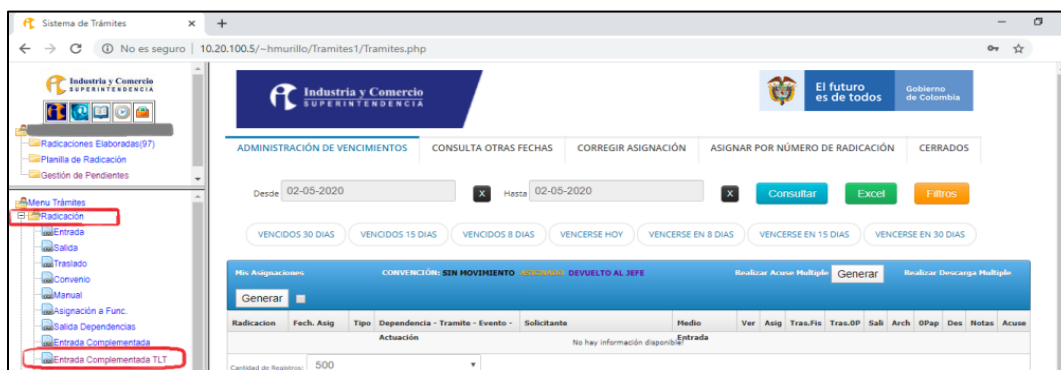 Sistema de Trámites
No es seguro | 10.20.100.5/~hmurillo/Tramites1/Tramites.php
Industria y Comercio
SUPERINTENDENCIA
Radicaciones Elaboradas(97)
Planilla de Radicación
Gestión de Pendientes
Menu Trámites
Radicación
Entrada
Salida
Traslado
Convenio
Manual
Asignación a Func.
Salida Dependencias
Entrada Complementada
Entrada Complementada TLT
Industria y Comercio
SUPERINTENDENCIA
El futuro
es de todos
Gobierno
de Colombia
ADMINISTRACIÓN DE VENCIMIENTOS CONSULTA OTRAS FECHAS CORREGIR ASIGNACIÓN ASIGNAR POR NÚMERO DE RADICACIÓN CERRADOS
Desde 02-05-2020 X Hasta 02-05-2020 X Consultar Excel Filtros
VENCIDOS 30 DIAS VENCIDOS 15 DIAS VENCIDOS 8 DIAS VENCERSE HOY VENCERSE EN 8 DIAS VENCERSE EN 15 DIAS VENCERSE EN 30 DIAS
Mis Asignaciones CONVENCIÓN: SIN MOVIMIENTO ASIGNADO DEVUELTO AL JEFE Realizar Acuse Multiple Generar Realizar Descarga Multiple
Generar
Radicacion Fech. Asig Tipo Dependencia - Tramite - Evento - Actuación Solicitante Medio Entrada Ver Asig Tras.Fis Tras.OP Sali Arch OPap Des Notas Acuse
No hay información disponible!
Cantidad de Registros: 500